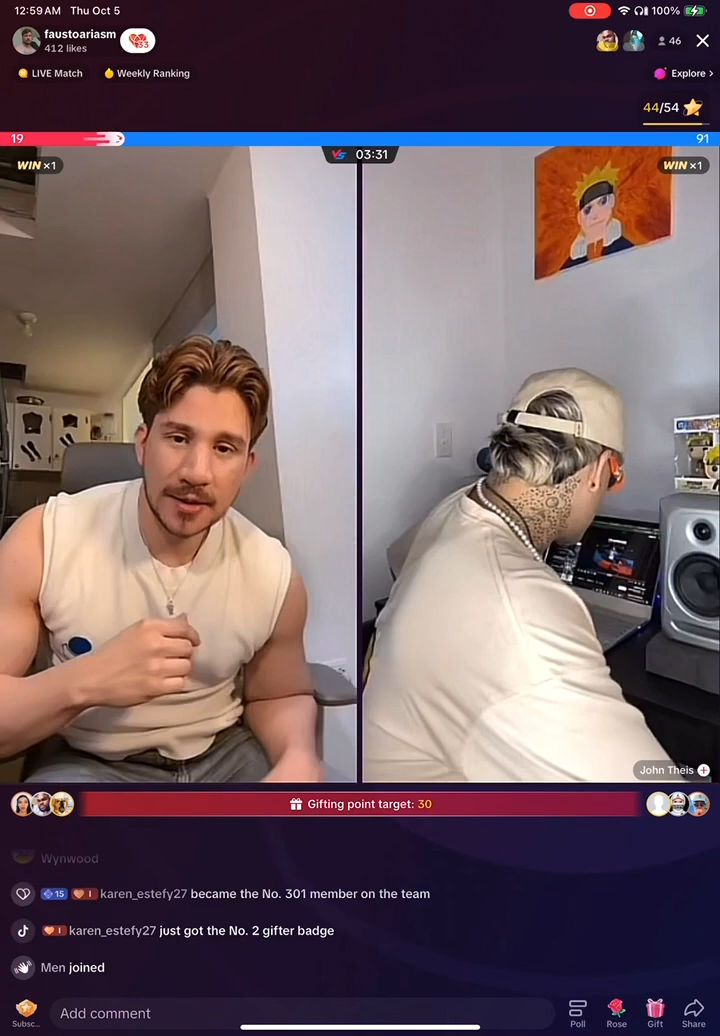 12:59 AM Thu Oct 5
100%
faustoariasm
33
412 likes
46
LIVE Match
Weekly Ranking
Explore >
44/54
19
91
WIN x1
VS 03:31
WIN x1
John Theis
Gifting point target: 30
Wynwood
15 I karen_estefy27 became the No. 301 member on the team
I karen_estefy27 just got the No. 2 gifter badge
Men joined
Subsc...
Add comment
Poll
Rose
Gift
Share